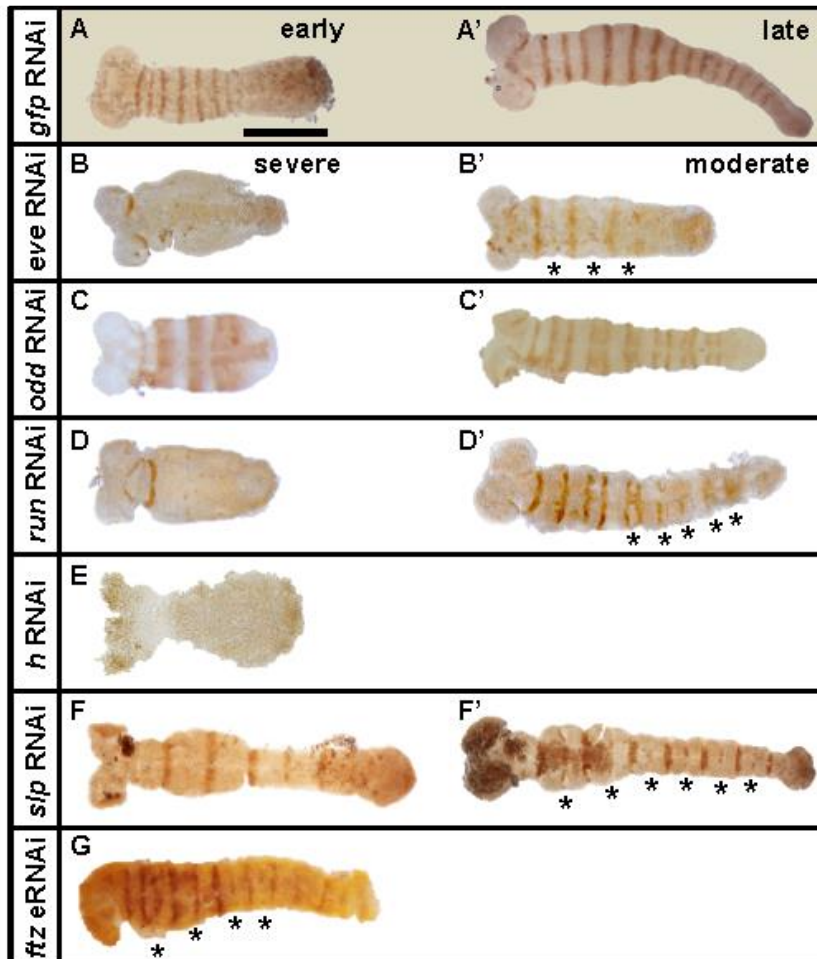 gfp RNAi
A
early
A'
late
eve RNAi
B
severe
B'
moderate
* * *
odd RNAi
C
C'
run RNAi
D
D'
* * * * *
h RNAi
E
slp RNAi
F
F'
* * * * * *
ftz eRNAi
G
* * * *